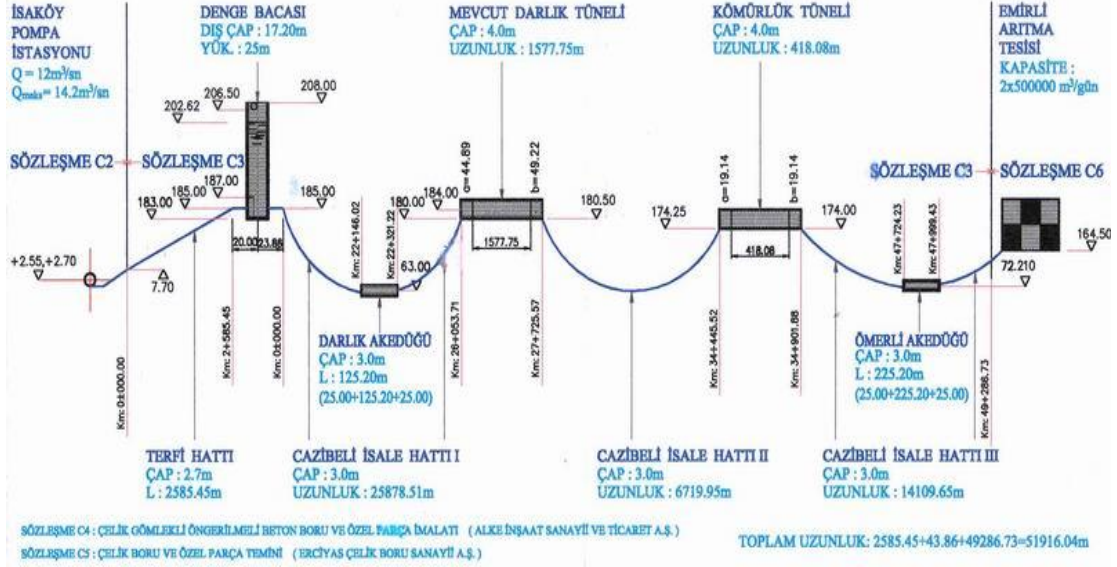 İSAKÖY
POMPA
İSTASYONU
Q = 12m³/sn
Qmaks= 14.2m³/sn
DENGE BACASI
DIŞ ÇAP : 17.20m
YÜK. : 25m
MEVCUT DARLIK TÜNELİ
ÇAP : 4.0m
UZUNLUK : 1577.75m
KÖMÜRLÜK TÜNELİ
ÇAP : 4.0m
UZUNLUK : 418.08m
EMİRLİ
ARITMA
TESİSİ
KAPASİTE :
2x500000 m³/gün
202.62
206.50
208.00
SÖZLEŞME C2
SÖZLEŞME C3
SÖZLEŞME C3
SÖZLEŞME C6
187.00
185.00
183.00
185.00
20.00
23.86
Km: 22+146.02
Km: 22+321.22
180.00
184.00
a=44.89
b=49.22
1577.75
180.50
174.25
a=19.14
b=19.14
418.08
174.00
Km: 47+724.23
Km: 47+999.43
164.50
+2.55,+2.70
7.70
63.00
72.210
Km: 0±000.00
Km: 2+585.45
Km: 0±000.00
Km: 26+053.71
Km: 27+725.57
Km: 34+445.52
Km: 34+901.88
Km: 49+286.73
DARLIK AKEDÜĞÜ
ÇAP : 3.0m
L : 125.20m
(25.00+125.20+25.00)
ÖMERLİ AKEDÜĞÜ
ÇAP : 3.0m
L : 225.20m
(25.00+225.20+25.00)
TERFİ HATTI
ÇAP : 2.7m
L : 2585.45m
CAZİBELİ İSALE HATTI I
ÇAP : 3.0m
UZUNLUK : 25878.51m
CAZİBELİ İSALE HATTI II
ÇAP : 3.0m
UZUNLUK : 6719.95m
CAZİBELİ İSALE HATTI III
ÇAP : 3.0m
UZUNLUK : 14109.65m
SÖZLEŞME C4 : ÇELİK GÖMLEKLİ ÖNGERİLMELİ BETON BORU VE ÖZEL PARÇA İMALATI ( ALKE İNŞAAT SANAYİİ VE TİCARET A.Ş. )
SÖZLEŞME C5 : ÇELİK BORU VE ÖZEL PARÇA TEMİNİ ( ERCİYAS ÇELİK BORU SANAYİİ A.Ş. )
TOPLAM UZUNLUK: 2585.45+43.86+49286.73=51916.04m